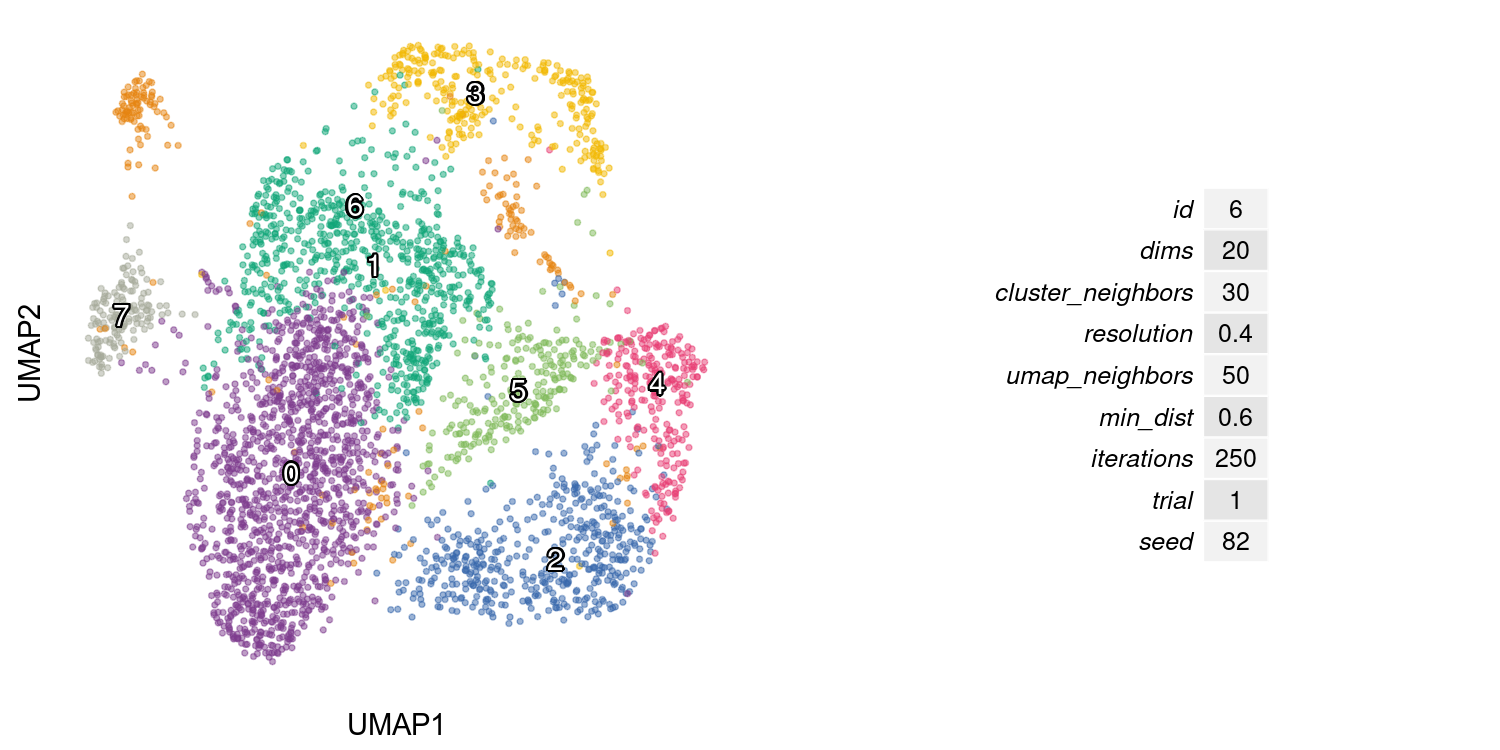 3
6
1
7
5
4
0
2
UMAP2
UMAP1
id 6
dims 20
cluster_neighbors 30
resolution 0.4
umap_neighbors 50
min_dist 0.6
iterations 250
trial 1
seed 82